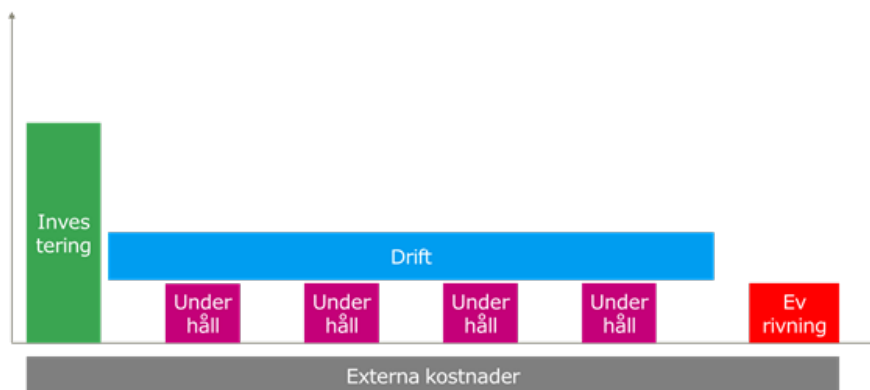 Inves
tering
Drift
Under
håll
Under
håll
Under
håll
Under
håll
Ev
rivning
Externa kostnader